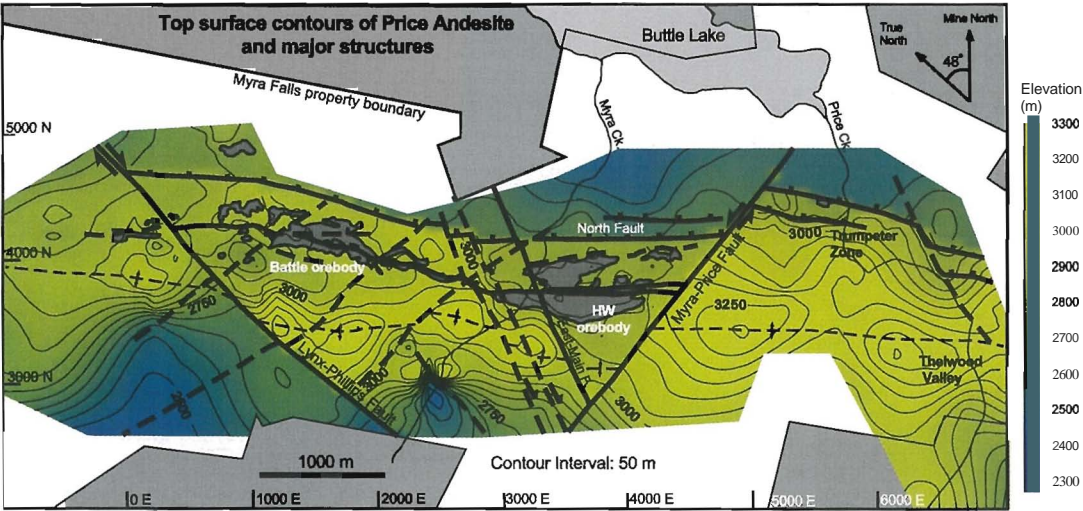 Top surface contours of Price Andesite
and major structures
Buttle Lake
True
North
Mine North
48°
Myra Falls property boundary
Myra Ck.
Price Ck.
Elevation
(m)
3300
3200
3100
3000
2900
2800
2700
2600
2500
2400
2300
5000 N
4000 N
3000 N
North Fault
3000
Trumpeter
Zone
3000
Battle orebody
2750
3000
HW
orebody
Myra-Price Fault
3250
Lynx-Phillips Fault
3000
2750
3000
Thelwood
Valley
1000 m
Contour Interval: 50 m
0 E
1000 E
2000 E
3000 E
4000 E
5000 E
6000 E